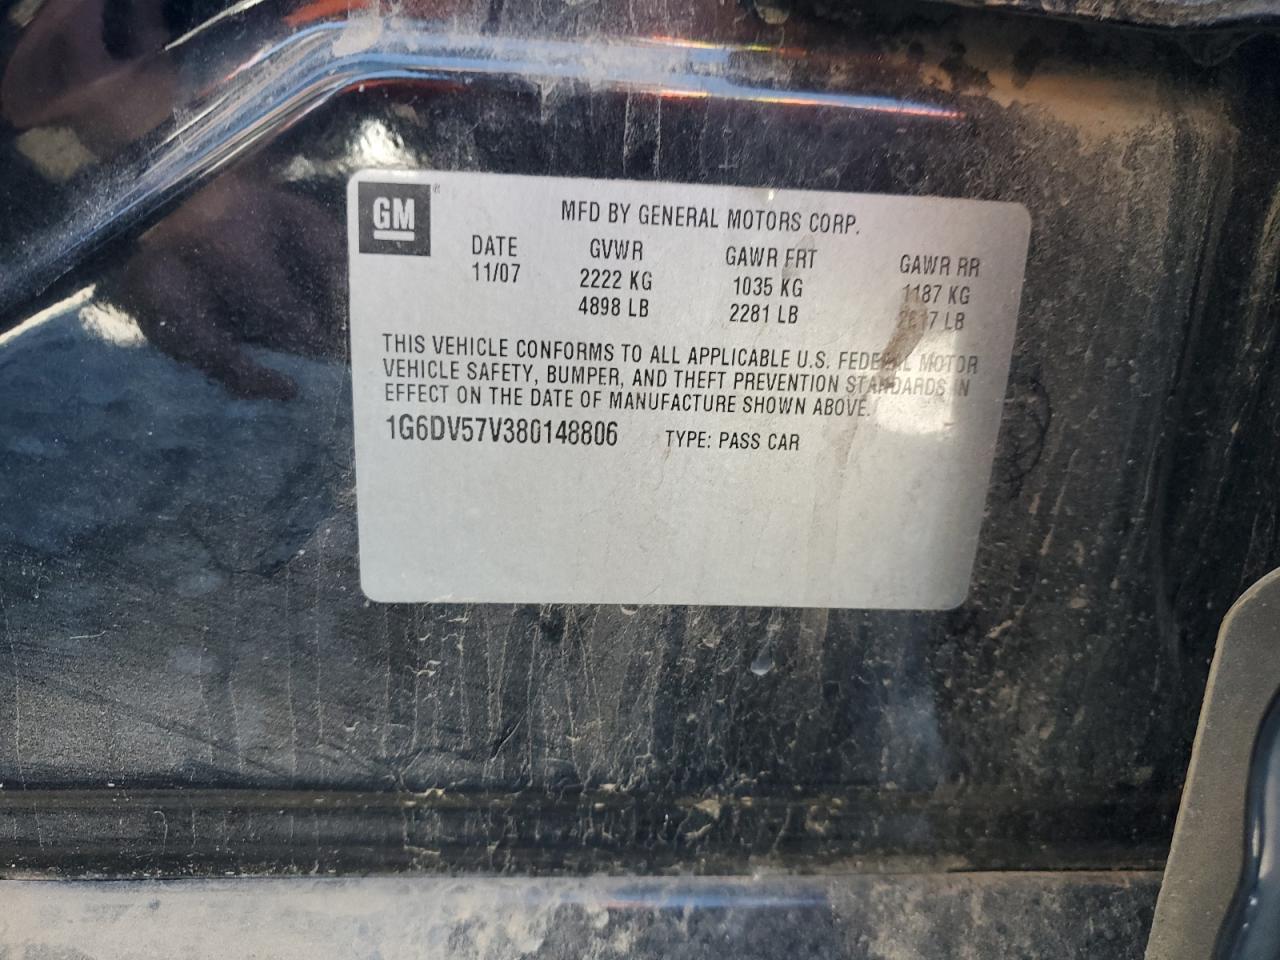 GM ®
MFD BY GENERAL MOTORS CORP.
DATE GVWR GAWR FRT GAWR RR
11/07 2222 KG 1035 KG 1187 KG
4898 LB 2281 LB LB
THIS VEHICLE CONFORMS TO ALL APPLICABLE U.S. FEDERAL MOTOR
VEHICLE SAFETY, BUMPER, AND THEFT PREVENTION STANDARDS IN
EFFECT ON THE DATE OF MANUFACTURE SHOWN ABOVE.
1G6DV57V380148806 TYPE: PASS CAR